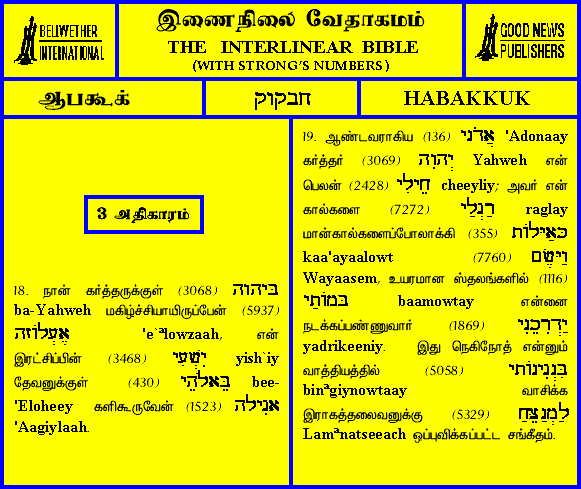 BELLWETHER
INTERNATIONAL
இணைநிலை வேதாகமம்
THE INTERLINEAR BIBLE
(WITH STRONG'S NUMBERS)
GOOD NEWS
PUBLISHERS
ஆபகூக்
חבקוק
HABAKKUK
3 அதிகாரம்
18. நான் கர்த்தருக்குள் (3068) בַּיהוָה
ba-Yahweh மகிழ்ச்சியாயிருப்பேன் (5937)
אֶעְלוֹזָה 'e`ªlowzaah, என்
இரட்சிப்பின் (3468) יִשְׁעִי yish`iy
தேவனுக்குள் (430) בֵּאלֹהֵי bee-
'Eloheey களிகூருவேன் (1523) אָגִילָה
'Aagiylaah.
19. ஆண்டவராகிய (136) אֲדֹנָי 'Adonaay
கர்த்தர் (3069) יְהוִה Yahweh என்
பெலன் (2428) חֵילִי cheeyliy; அவர் என்
கால்களை (7272) רַגְלַי raglay
மான்கால்களைப்போலாக்கி (355) כָּאַיָּלוֹת
kaa'ayaalowt (7760) וַיָּשֶׂם
Wayaasem, உயரமான ஸ்தலங்களில் (1116)
בָּמוֹתַי baamowtay என்னை
நடக்கப்பண்ணுவார் (1869) יַדְרִכֵנִי
yadrikeeniy. இது நெகிநோத் என்னும்
வாத்தியத்தில் (5058) בִּנְגִינוֹתָי
binªgiynowtaay வாசிக்க
இராகத்தலைவனுக்கு (5329) לַמְנַצֵּחַ
Lamªnatseeach ஒப்புவிக்கப்பட்ட சங்கீதம்.